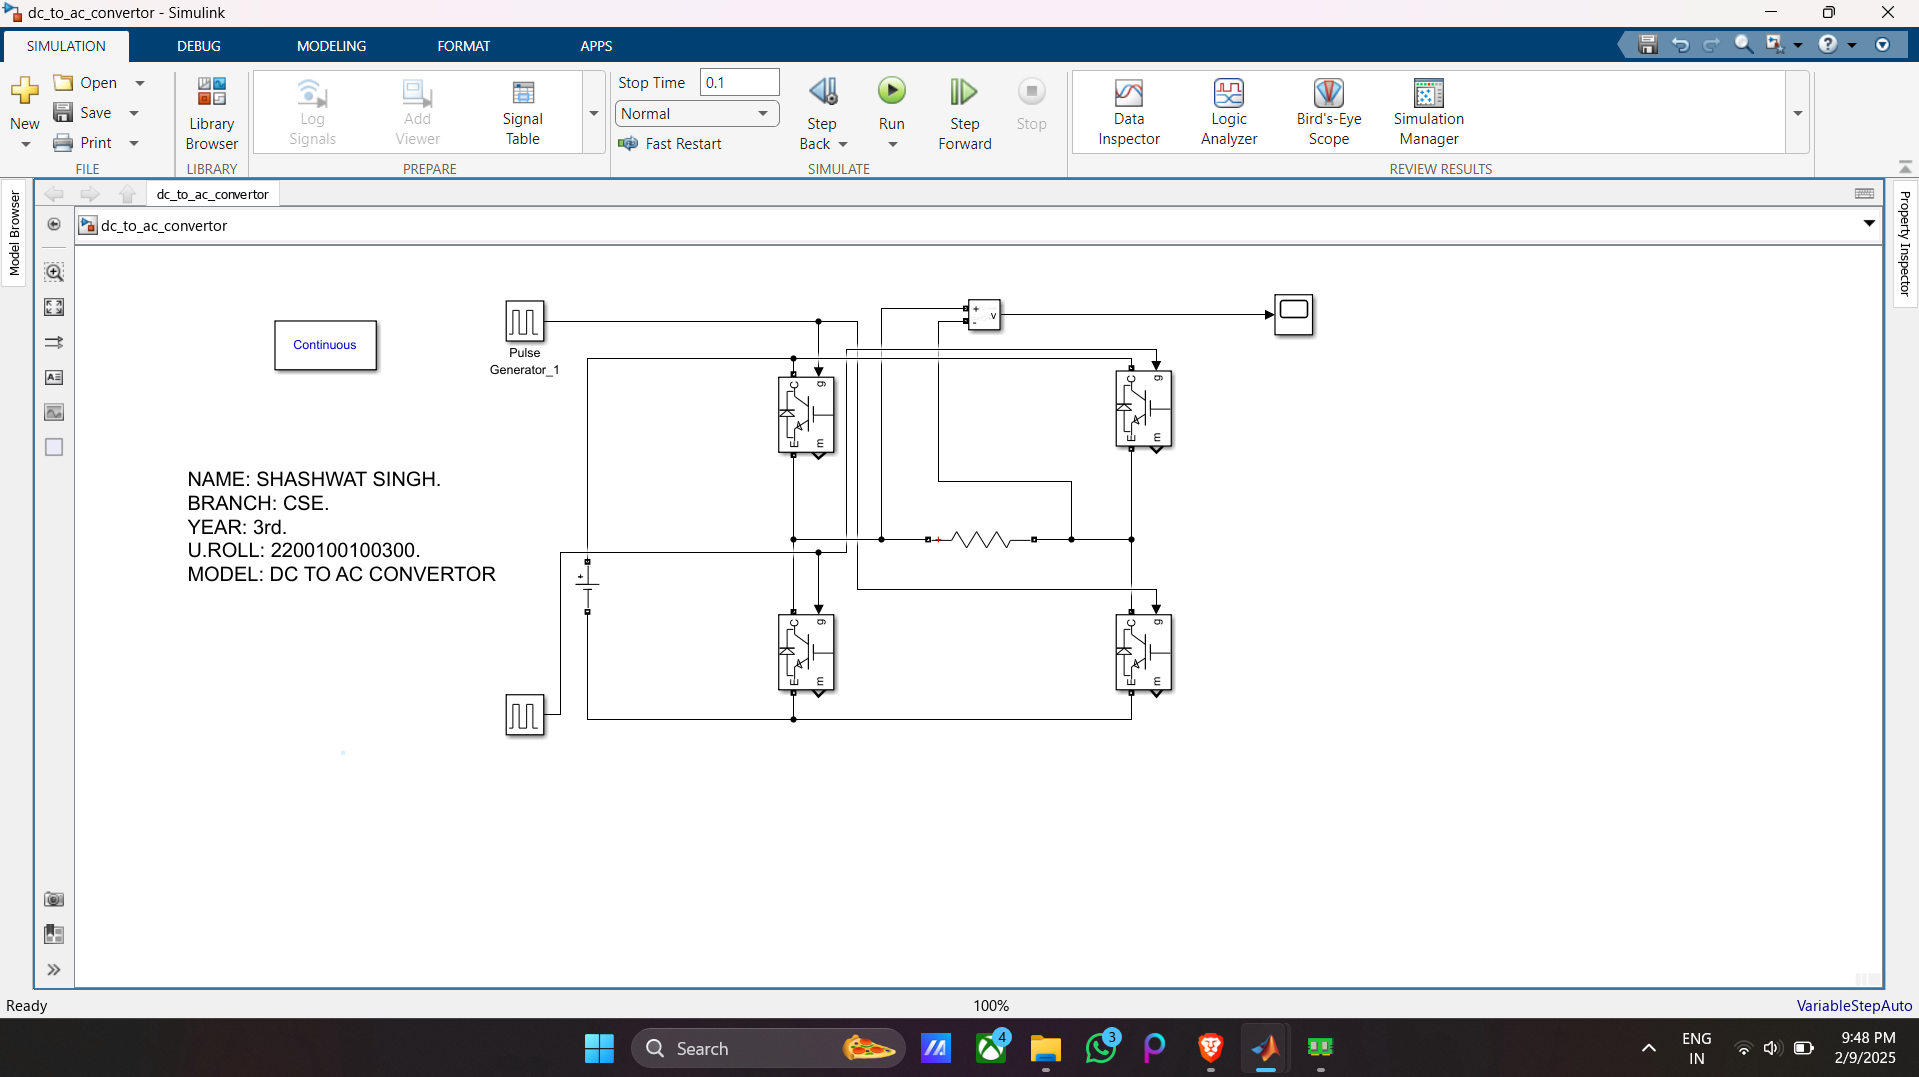 dc_to_ac_convertor - Simulink
SIMULATION DEBUG MODELING FORMAT APPS
New
Open
Save
Print
FILE
Library Browser
LIBRARY
Log Signals
Add Viewer
Signal Table
PREPARE
Stop Time 0.1
Normal
Fast Restart
Step Back
Run
Step Forward
Stop
SIMULATE
Data Inspector
Logic Analyzer
Bird's-Eye Scope
Simulation Manager
REVIEW RESULTS
Model Browser
dc_to_ac_convertor
dc_to_ac_convertor
Property Inspector
Continuous
Pulse
Generator_1
+
- v
C g
E m
C g
E m
+
+
C g
E m
C g
E m
NAME: SHASHWAT SINGH.
BRANCH: CSE.
YEAR: 3rd.
U.ROLL: 2200100100300.
MODEL: DC TO AC CONVERTOR
Ready 100% VariableStepAuto
Search
4
3
ENG
IN
9:48 PM
2/9/2025